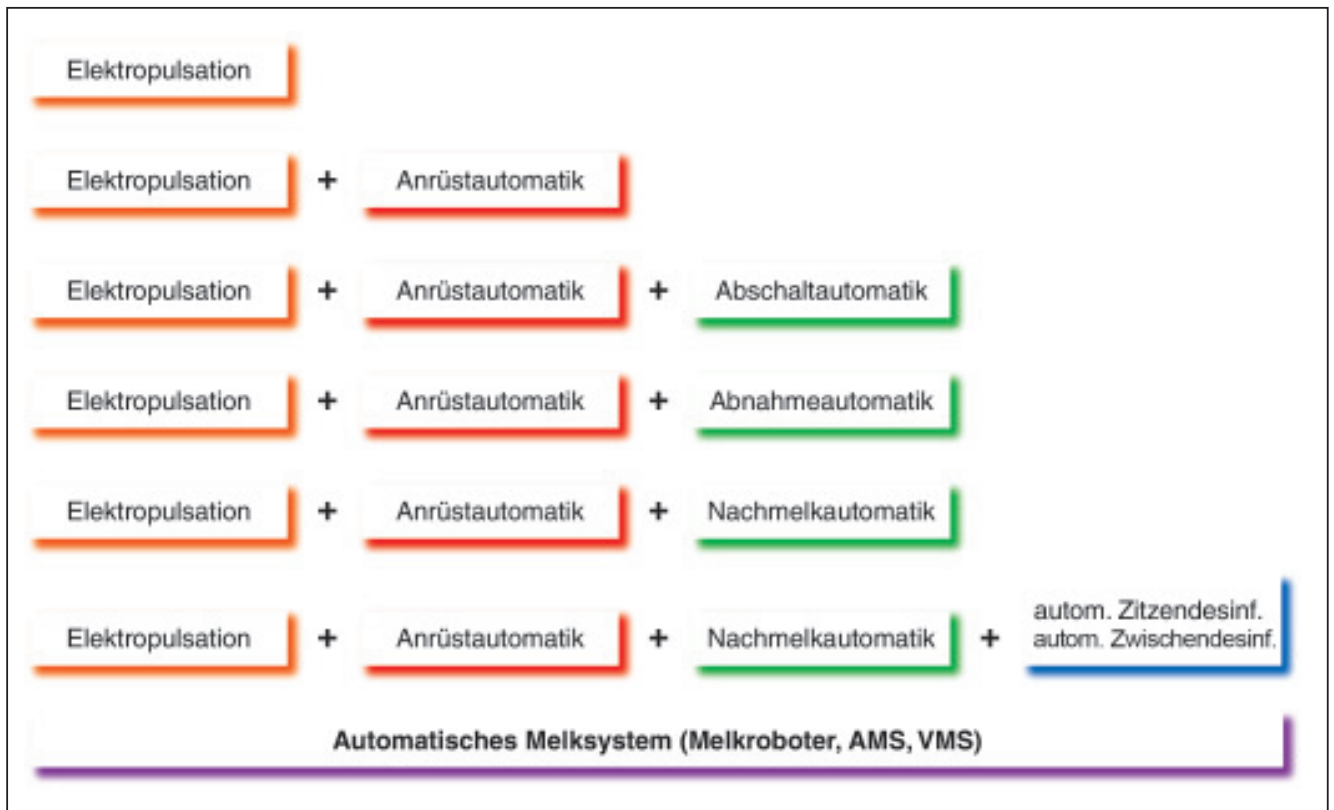 Elektropulsation
Elektropulsation + Anrüstautomatik
Elektropulsation + Anrüstautomatik + Abschaltautomatik
Elektropulsation + Anrüstautomatik + Abnahmeautomatik
Elektropulsation + Anrüstautomatik + Nachmelkautomatik
Elektropulsation + Anrüstautomatik + Nachmelkautomatik + autom. Zitzendesinf.
autom. Zwischendesinf.
Automatisches Melksystem (Melkroboter, AMS, VMS)